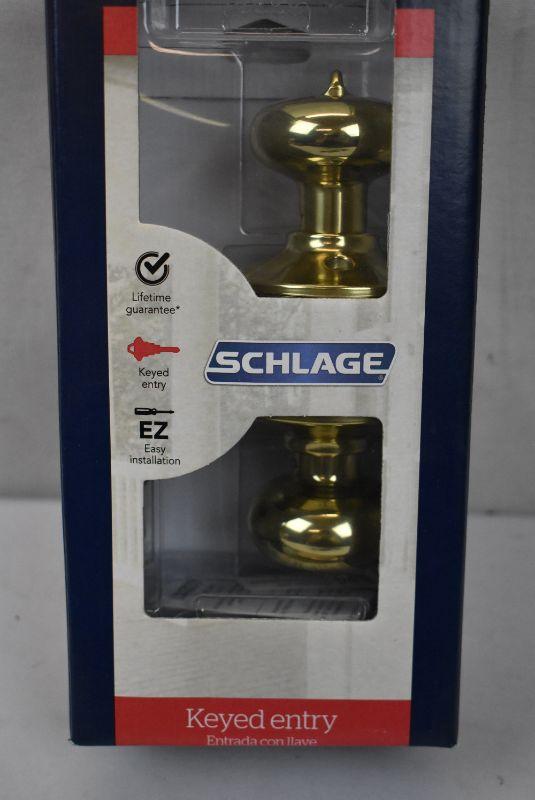 Lifetime
guarantee*
SCHLAGE
Keyed
entry
EZ
Easy
installation
Keyed entry
Entrada con llave